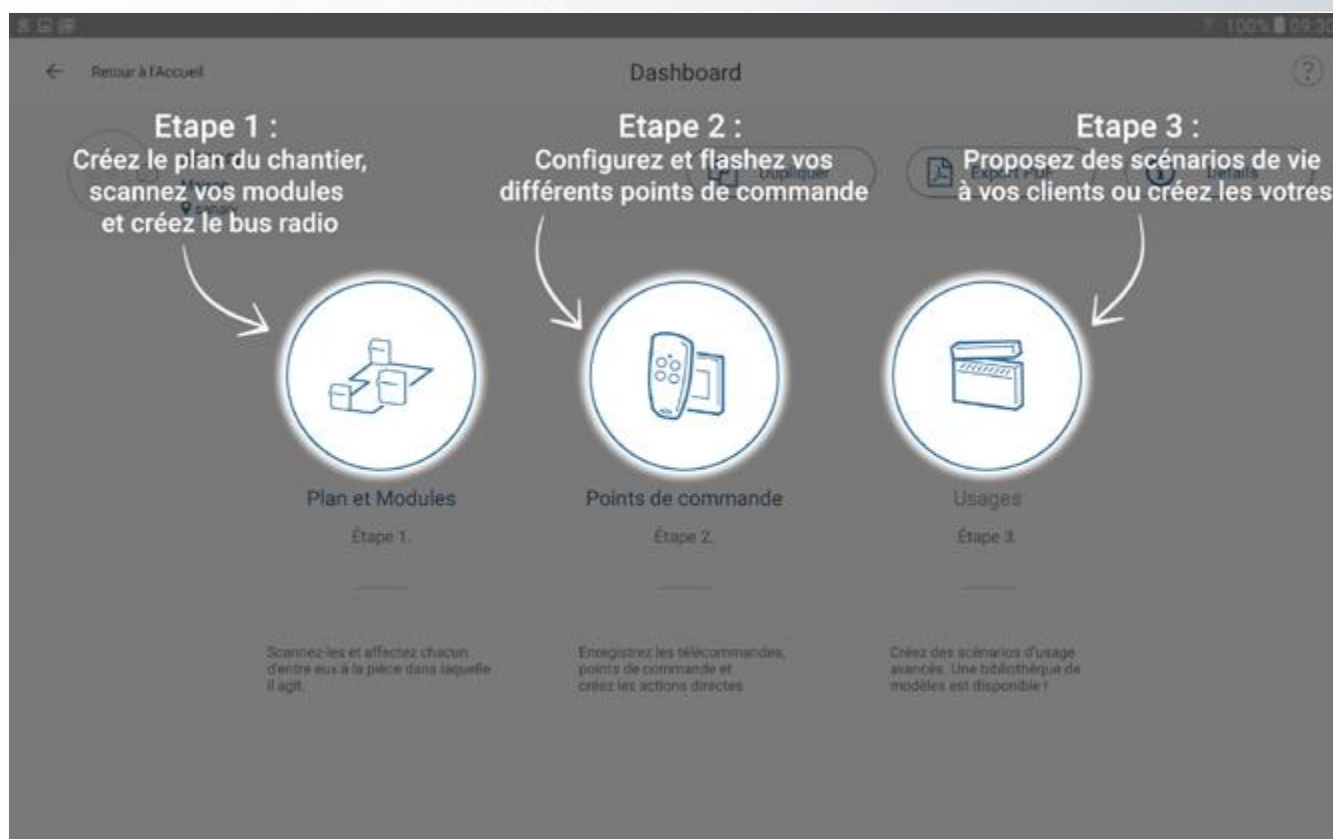 100% 09:30
Retour à l'Accueil
Dashboard
?
Etape 1 :
Créez le plan du chantier,
scannez vos modules
et créez le bus radio
Etape 2 :
Configurez et flashez vos
différents points de commande
Etape 3 :
Proposez des scénarios de vie
à vos clients ou créez les votres
Dupliquer
Export PDF
Détails
Plan et Modules
Étape 1.
Scannez-les et affectez chacun
d'entre eux à la pièce dans laquelle
il agit.
Points de commande
Étape 2.
Enregistrez les télécommandes,
points de commande et
créez les actions directes
Usages
Étape 3.
Créez des scénarios d'usage
avancés. Une bibliothèque de
modèles est disponible !